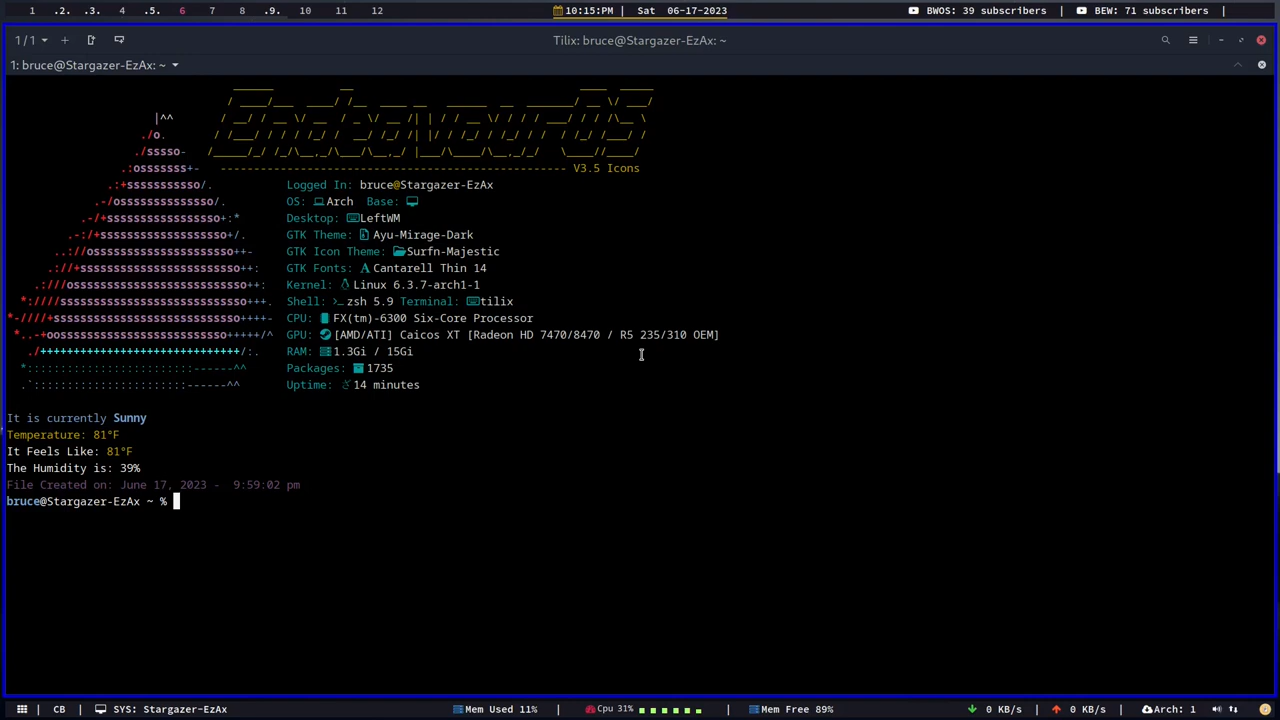 1 .2. .3. 4 .5. 6 7 8 .9. 10 11 12 10:15:PM | Sat 06-17-2023 BWOS: 39 subscribers | BEW: 71 subscribers |
1/1 Tilix: bruce@Stargazer-EzAx: ~
1: bruce@Stargazer-EzAx: ~
V3.5 Icons
Logged In: bruce@Stargazer-EzAx
OS: Arch Base:
Desktop: LeftWM
GTK Theme: Ayu-Mirage-Dark
GTK Icon Theme: Surfn-Majestic
GTK Fonts: Cantarell Thin 14
Kernel: Linux 6.3.7-arch1-1
Shell: zsh 5.9 Terminal: tilix
CPU: FX(tm)-6300 Six-Core Processor
GPU: [AMD/ATI] Caicos XT [Radeon HD 7470/8470 / R5 235/310 OEM]
RAM: 1.3Gi / 15Gi
Packages: 1735
Uptime: 14 minutes
It is currently Sunny
Temperature: 81°F
It Feels Like: 81°F
The Humidity is: 39%
File Created on: June 17, 2023 - 9:59:02 pm
bruce@Stargazer-EzAx ~ %
| CB | SYS: Stargazer-EzAx Mem Used 11% | Cpu 31% | Mem Free 89% 0 KB/s | 0 KB/s | Arch: 1